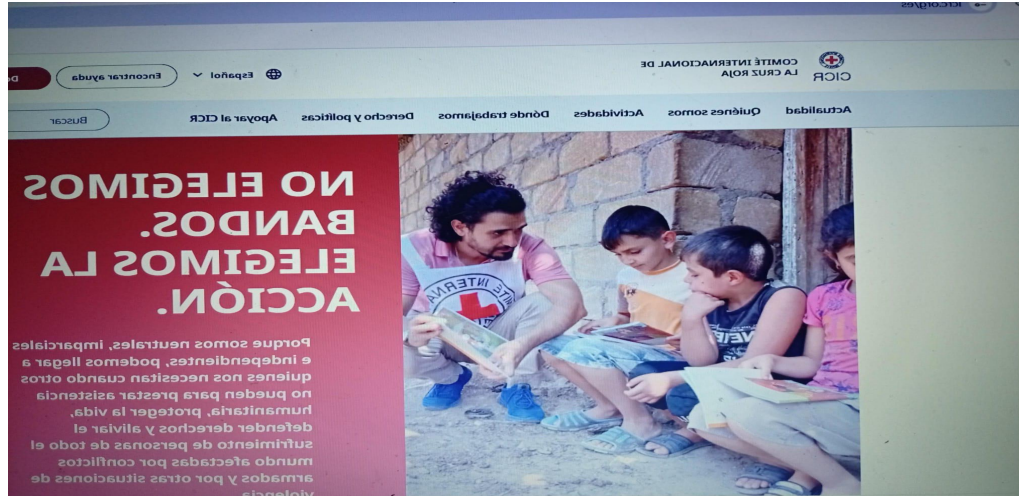 icrc.org/es
CICR
COMITÉ INTERNACIONAL DE
LA CRUZ ROJA
Español
Encontrar ayuda
Actualidad Quiénes somos Actividades Dónde trabajamos Derecho y políticas Apoyar al CICR
Buscar
NO ELEGIMOS
BANDOS.
ELEGIMOS LA
ACCIÓN.
Porque somos neutrales, imparciales
e independientes, podemos llegar a
quienes nos necesitan cuando otros
no pueden para prestar asistencia
humanitaria, proteger la vida,
defender derechos y aliviar el
sufrimiento de personas de todo el
mundo afectadas por conflictos
armados y por otras situaciones de
violencia